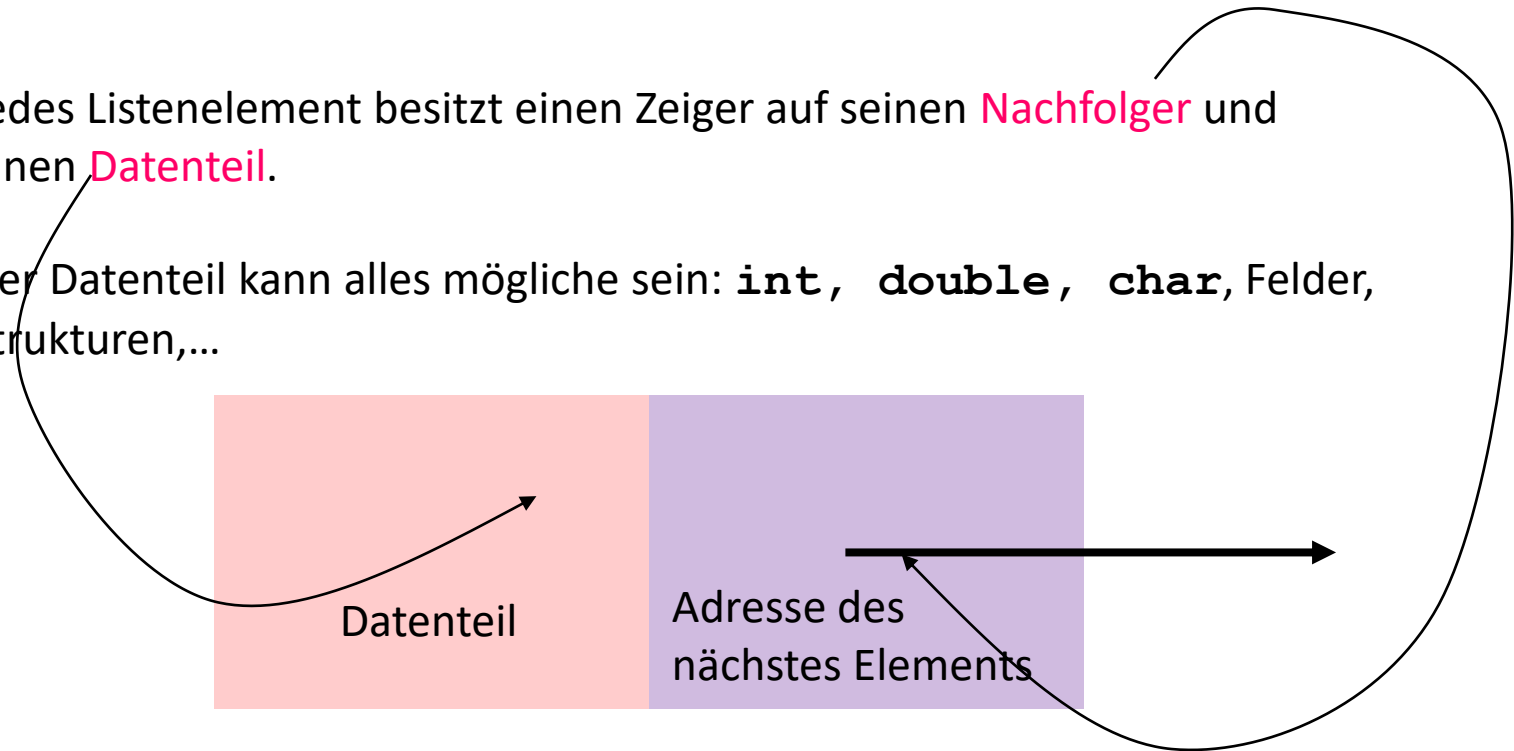 edes Listenelement besitzt einen Zeiger auf seinen Nachfolger und
nen Datenteil.
er Datenteil kann alles mögliche sein: int, double, char, Felder,
trukturen,…
Datenteil
Adresse des
nächstes Elements